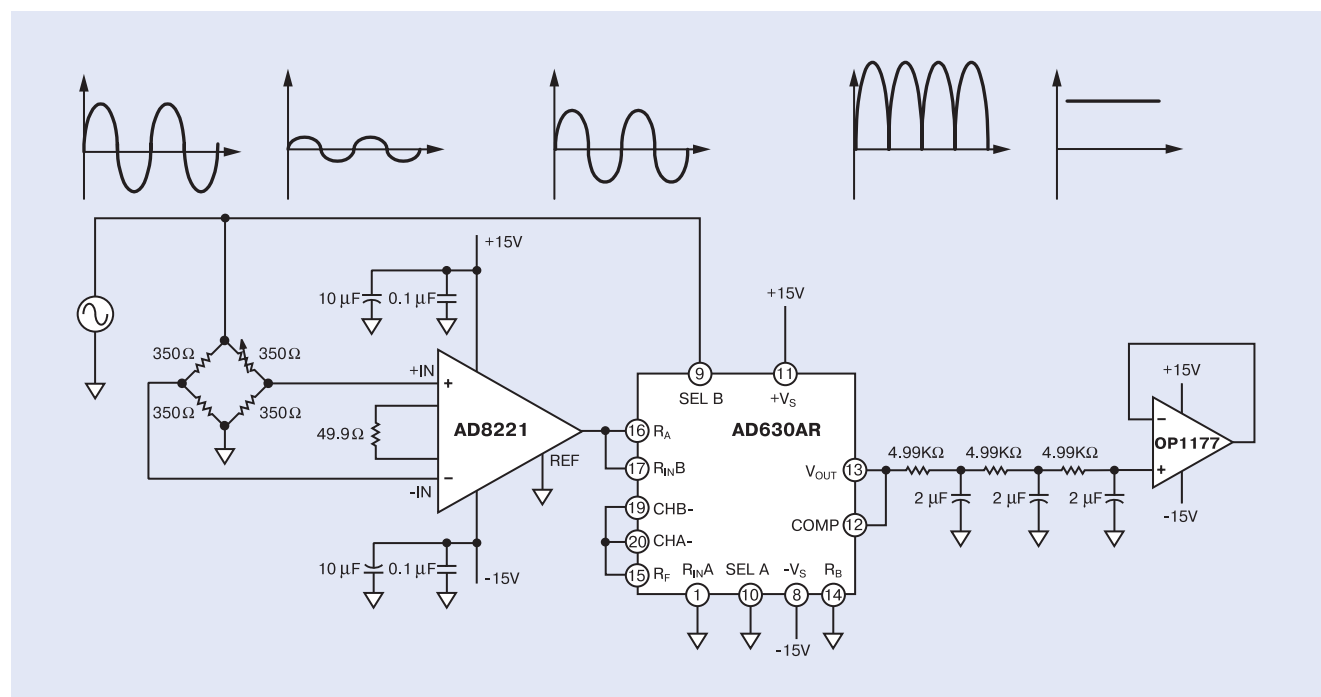 +15V
10 µF 0.1 µF
+15V
350Ω 350Ω
+IN
+
350Ω 350Ω
49.9Ω
AD8221
REF
−
-IN
10 µF 0.1 µF
-15V
9 11
SEL B +VS
AD630AR
16 RA
17 RINB
19 CHB-
20 CHA-
15 RF
VOUT 13
COMP 12
RINA SEL A -VS RB
1 10 8 14
-15V
4.99KΩ 4.99KΩ 4.99KΩ
2 µF 2 µF 2 µF
+15V
−
OP1177
+
-15V